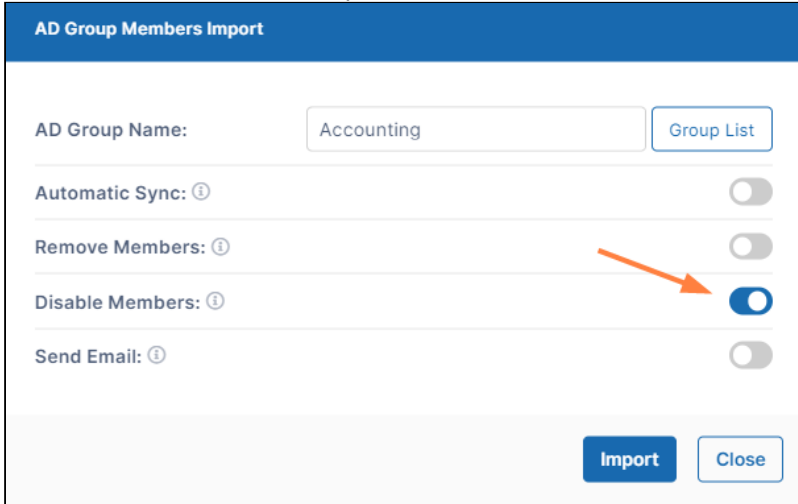 AD Group Members Import
AD Group Name: Accounting Group List
Automatic Sync:
Remove Members:
Disable Members:
Send Email:
Import Close